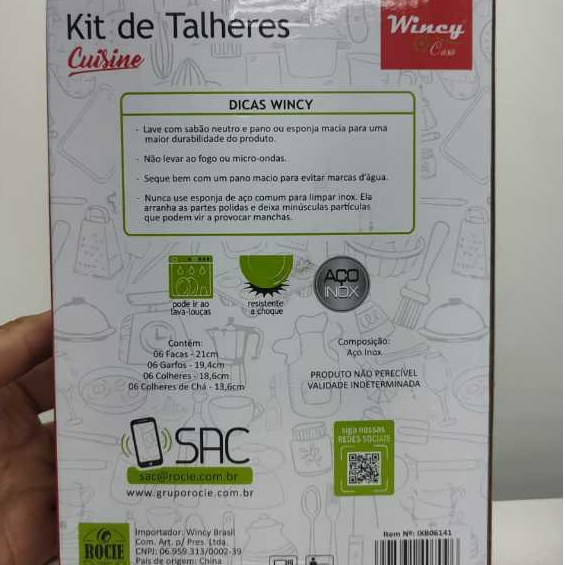 Kit de Talheres
Cuisine
Wincy
Casa
DICAS WINCY
- Lave com sabão neutro e pano ou esponja macia para uma
maior durabilidade do produto.
- Não levar ao fogo ou micro-ondas.
- Seque bem com um pano macio para evitar marcas d'água.
- Nunca use esponja de aço comum para limpar inox. Ela
arranha as partes polidas e deixa minúsculas partículas
que podem vir a provocar manchas.
pode ir ao
lava-louças
resistente
a choque
AÇO
INOX
Contém:
06 Facas - 21cm
06 Garfos - 19,4cm
06 Colheres - 18,6cm
06 Colheres de Chá - 13,6cm
Composição:
Aço Inox
PRODUTO NÃO PERECÍVEL
VALIDADE INDETERMINADA
SAC
sac@rocie.com.br
www.gruporocie.com.br
siga nossas
REDES SOCIAIS
ROCIE
Importador: Wincy Brasil
Com. Art. p/ Pres. Ltda.
CNPJ: 06.959.313/0002-39
País de origem: China
Item Nº: IXB06141